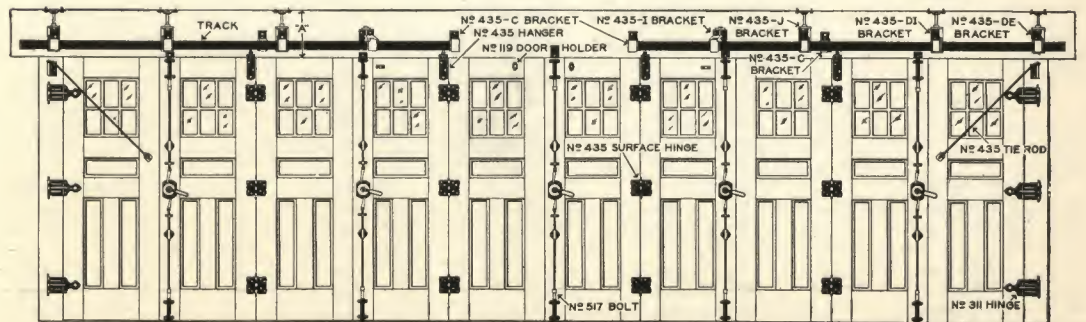 TRACK
"A"
Nº 435-C BRACKET
Nº 435 HANGER
Nº 119 DOOR HOLDER
Nº 435-I BRACKET
Nº 435-J
BRACKET
Nº 435-DI
BRACKET
Nº 435-DE
BRACKET
Nº 435-C
BRACKET
Nº 435 TIE ROD
Nº 435 SURFACE HINGE
Nº 517 BOLT
Nº 311 HINGE